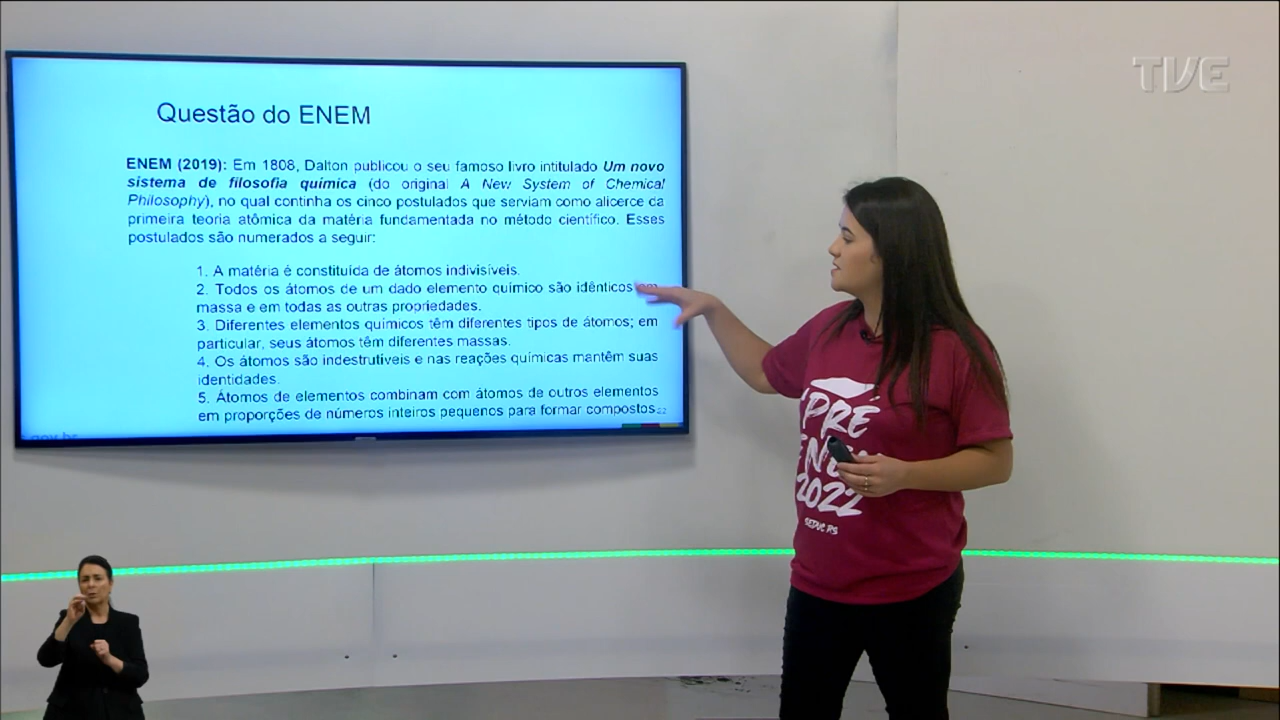 TVE
Questão do ENEM
ENEM (2019): Em 1808, Dalton publicou o seu famoso livro intitulado Um novo
sistema de filosofia química (do original A New System of Chemical
Philosophy), no qual continha os cinco postulados que serviam como alicerce da
primeira teoria atômica da matéria fundamentada no método científico. Esses
postulados são numerados a seguir:
1. A matéria é constituída de átomos indivisíveis.
2. Todos os átomos de um dado elemento químico são idênticos em
massa e em todas as outras propriedades.
3. Diferentes elementos químicos têm diferentes tipos de átomos; em
particular, seus átomos têm diferentes massas.
4. Os átomos são indestrutíveis e nas reações químicas mantêm suas
identidades.
5. Átomos de elementos combinam com átomos de outros elementos
em proporções de números inteiros pequenos para formar compostos.
22
gov.br
PRÉ
ENEM
2022
SEDUC RS